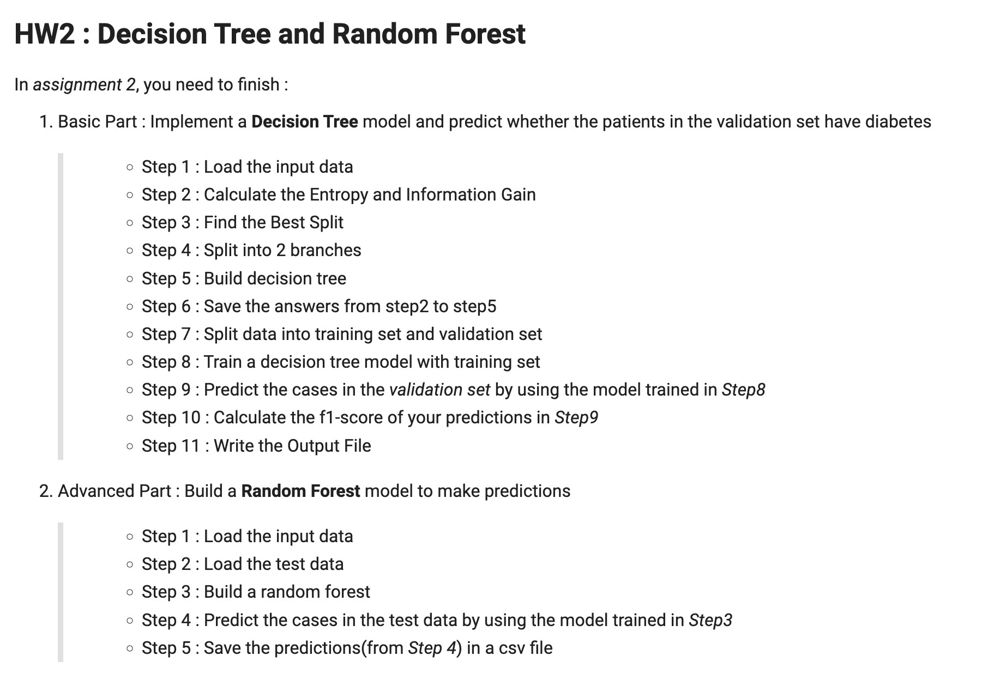 HW2 : Decision Tree and Random Forest
In assignment 2, you need to finish :
1. Basic Part : Implement a Decision Tree model and predict whether the patients in the validation set have diabetes
Step 1 : Load the input data
Step 2 : Calculate the Entropy and Information Gain
Step 3 : Find the Best Split
Step 4 : Split into 2 branches
Step 5 : Build decision tree
Step 6 : Save the answers from step2 to step5
Step 7 : Split data into training set and validation set
Step 8 : Train a decision tree model with training set
Step 9 : Predict the cases in the validation set by using the model trained in Step8
Step 10 : Calculate the f1-score of your predictions in Step9
Step 11 : Write the Output File
2. Advanced Part : Build a Random Forest model to make predictions
Step 1 : Load the input data
Step 2 : Load the test data
Step 3 : Build a random forest
Step 4 : Predict the cases in the test data by using the model trained in Step3
Step 5 : Save the predictions(from Step 4) in a csv file